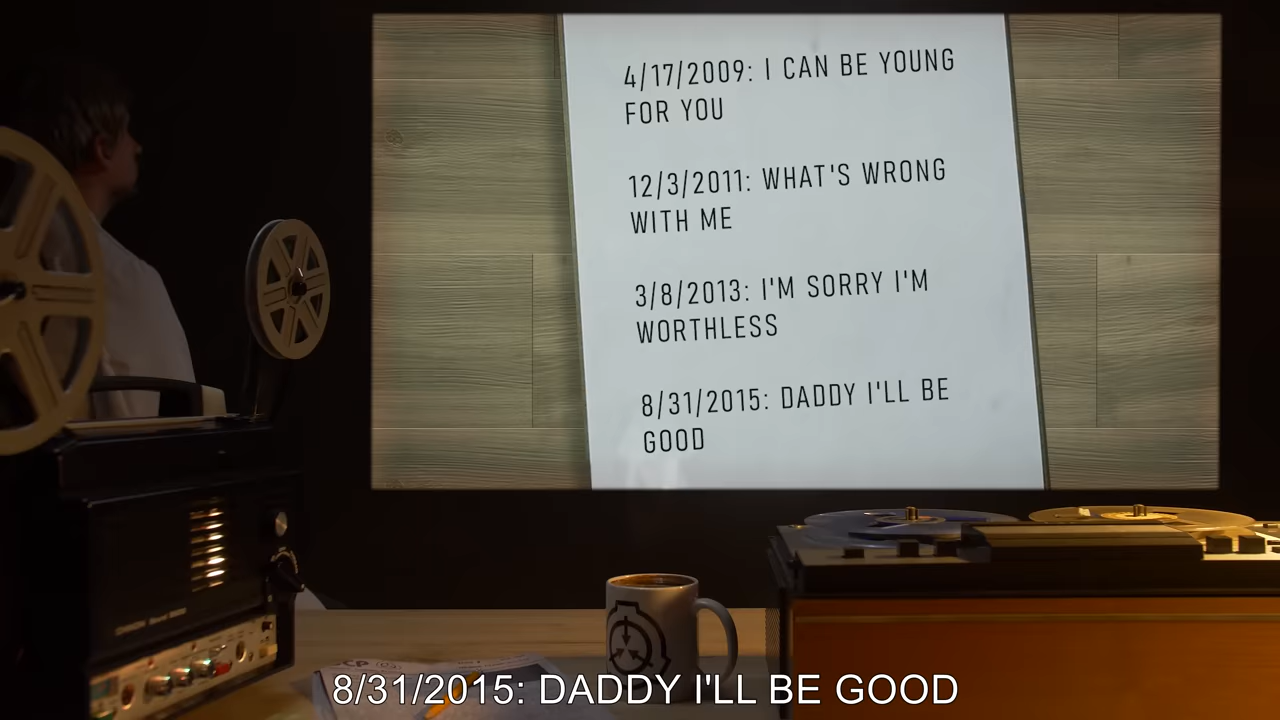 4/17/2009: I CAN BE YOUNG
FOR YOU
12/3/2011: WHAT'S WRONG
WITH ME
3/8/2013: I'M SORRY I'M
WORTHLESS
8/31/2015: DADDY I'LL BE
GOOD
8/31/2015: DADDY I'LL BE GOOD